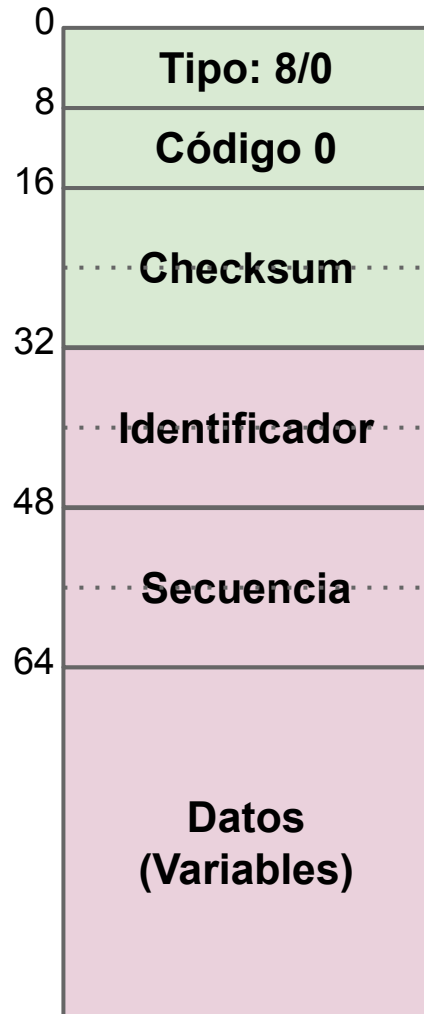 0
Tipo: 8/0
8
Código 0
16
Checksum
32
Identificador
48
Secuencia
64
Datos
(Variables)